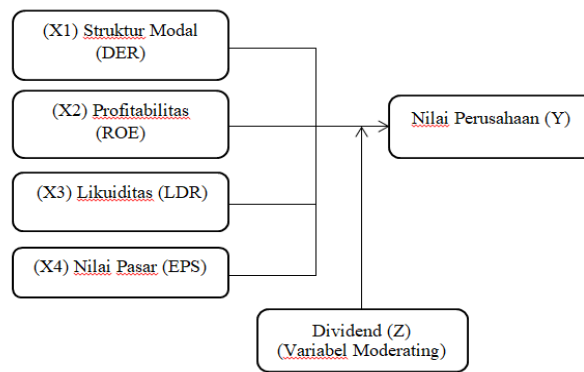 (X1) Struktur Modal
(DER)
(X2) Profitabilitas
(ROE)
(X3) Likuiditas (LDR)
(X4) Nilai Pasar (EPS)
Nilai Perusahaan (Y)
Dividend (Z)
(Variabel Moderating)